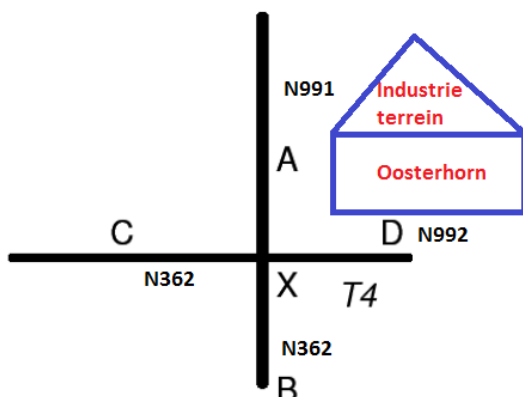 N991
Industrie
terrein
A
Oosterhorn
C
D
N992
N362
X
T4
N362
B